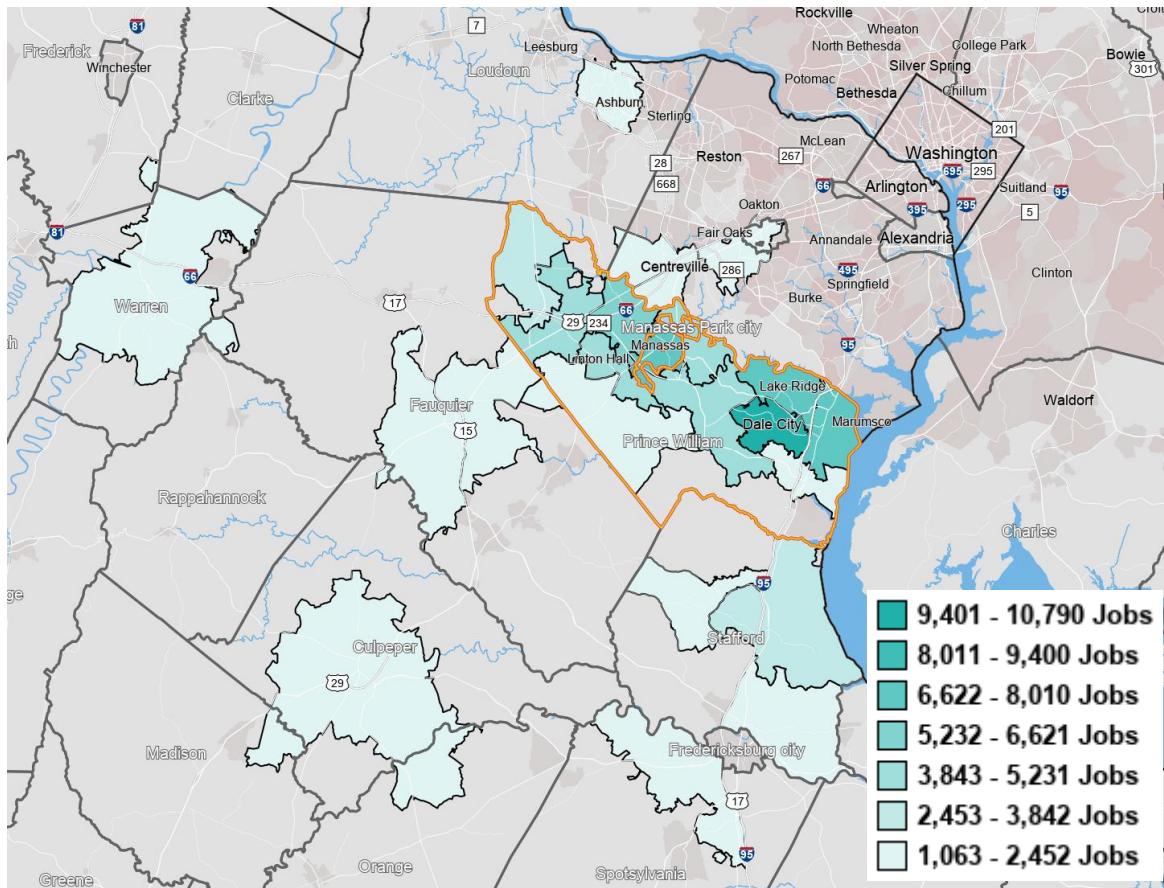 Rockville
Wheaton
College Park
North Bethesda
Silver Spring
Bowie
301
Potomac
Bethesda
Chillum
201
81
7
Leesburg
Frederick
Winchester
Loudoun
Clarke
Ashburn
Sterling
McLean
Washington
28
Reston
267
695
295
668
66
Arlington
Suitland
95
395
295
5
Oakton
81
Fair Oaks
Annandale
Alexandria
Centreville
286
495
Clinton
66
Springfield
Burke
17
Warren
66
29
234
Manassas Park city
95
Manassas
Linton Hall
Lake Ridge
Waldorf
Fauquier
15
Dale City
Marumsco
Prince William
Rappahannock
Charles
95
Stafford
Culpeper
29
Madison
Fredericksburg city
17
95
Orange
Spotsylvania
Greene
9,401 - 10,790 Jobs
8,011 - 9,400 Jobs
6,622 - 8,010 Jobs
5,232 - 6,621 Jobs
3,843 - 5,231 Jobs
2,453 - 3,842 Jobs
1,063 - 2,452 Jobs